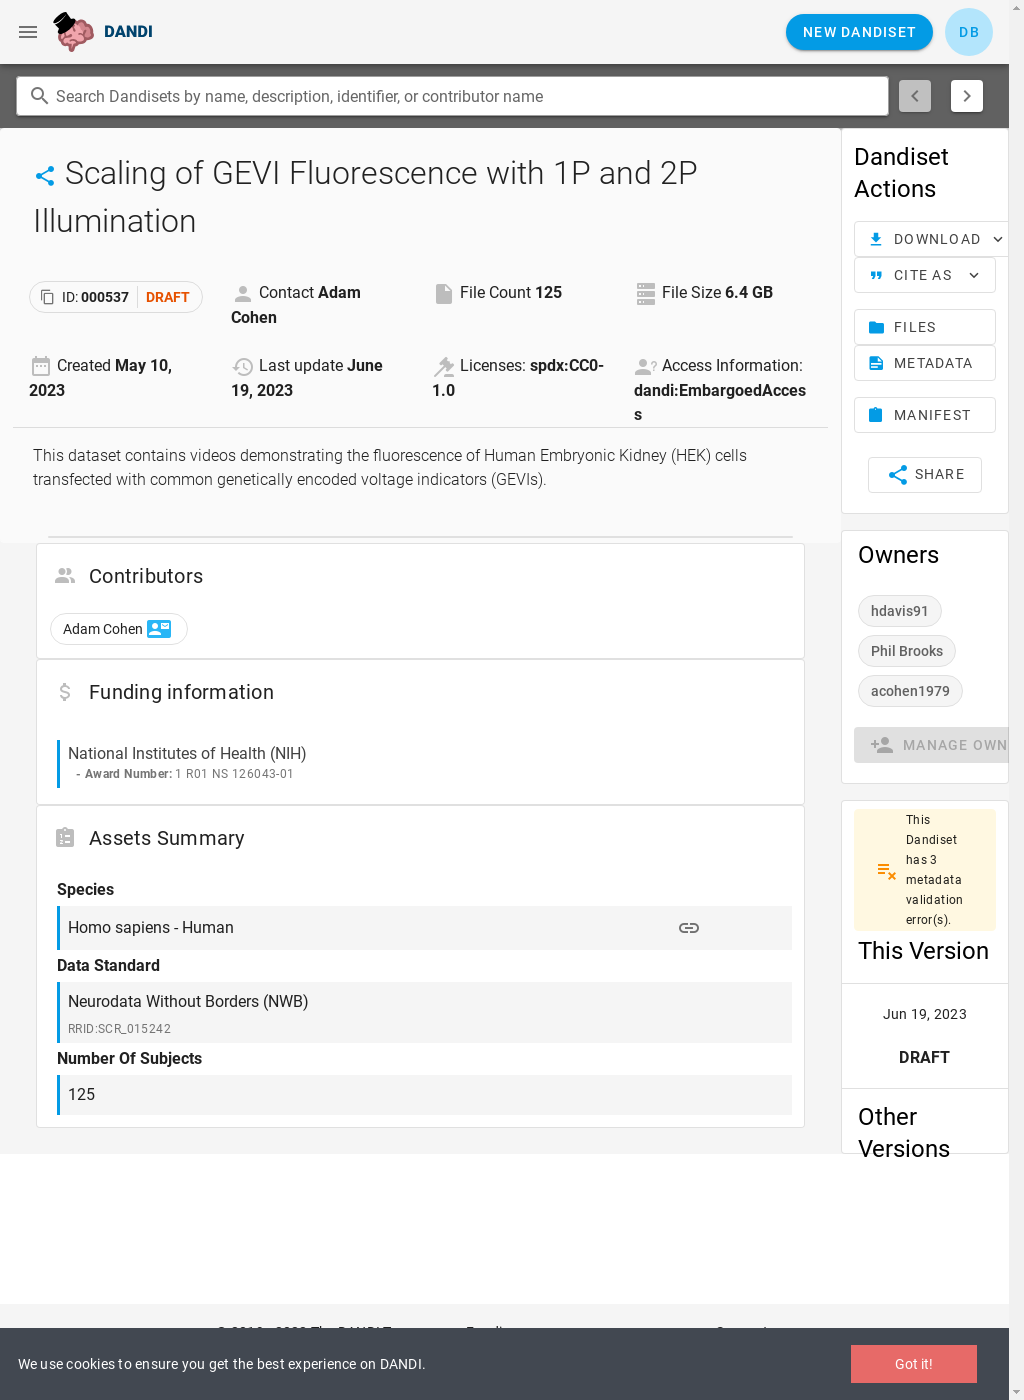 DANDI
NEW DANDISET
DB
Search Dandisets by name, description, identifier, or contributor name
Scaling of GEVI Fluorescence with 1P and 2P
Illumination
ID: 000537 DRAFT
Contact Adam
Cohen
File Count 125
File Size 6.4 GB
Created May 10,
2023
Last update June
19, 2023
Licenses: spdx:CC0-
1.0
Access Information:
dandi:EmbargoedAcces
s
This dataset contains videos demonstrating the fluorescence of Human Embryonic Kidney (HEK) cells
transfected with common genetically encoded voltage indicators (GEVIs).
Contributors
Adam Cohen
Funding information
National Institutes of Health (NIH)
- Award Number: 1 R01 NS 126043-01
Assets Summary
Species
Homo sapiens - Human
Data Standard
Neurodata Without Borders (NWB)
RRID:SCR_015242
Number Of Subjects
125
Dandiset
Actions
DOWNLOAD
CITE AS
FILES
METADATA
MANIFEST
SHARE
Owners
hdavis91
Phil Brooks
acohen1979
MANAGE OWN
This
Dandiset
has 3
metadata
validation
error(s).
This Version
Jun 19, 2023
DRAFT
Other
Versions
We use cookies to ensure you get the best experience on DANDI.
Got it!